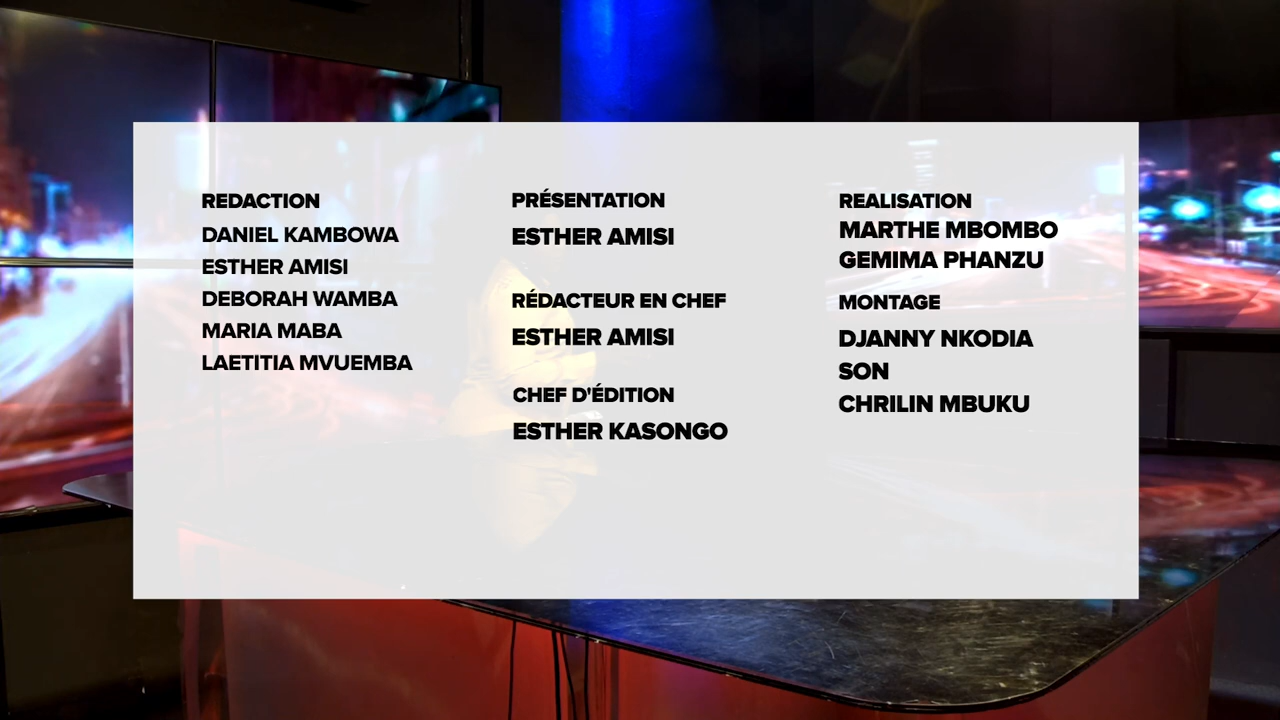 REDACTION
DANIEL KAMBOWA
ESTHER AMISI
DEBORAH WAMBA
MARIA MABA
LAETITIA MVUEMBA
PRÉSENTATION
ESTHER AMISI
RÉDACTEUR EN CHEF
ESTHER AMISI
CHEF D'ÉDITION
ESTHER KASONGO
REALISATION
MARTHE MBOMBO
GEMIMA PHANZU
MONTAGE
DJANNY NKODIA
SON
CHRILIN MBUKU